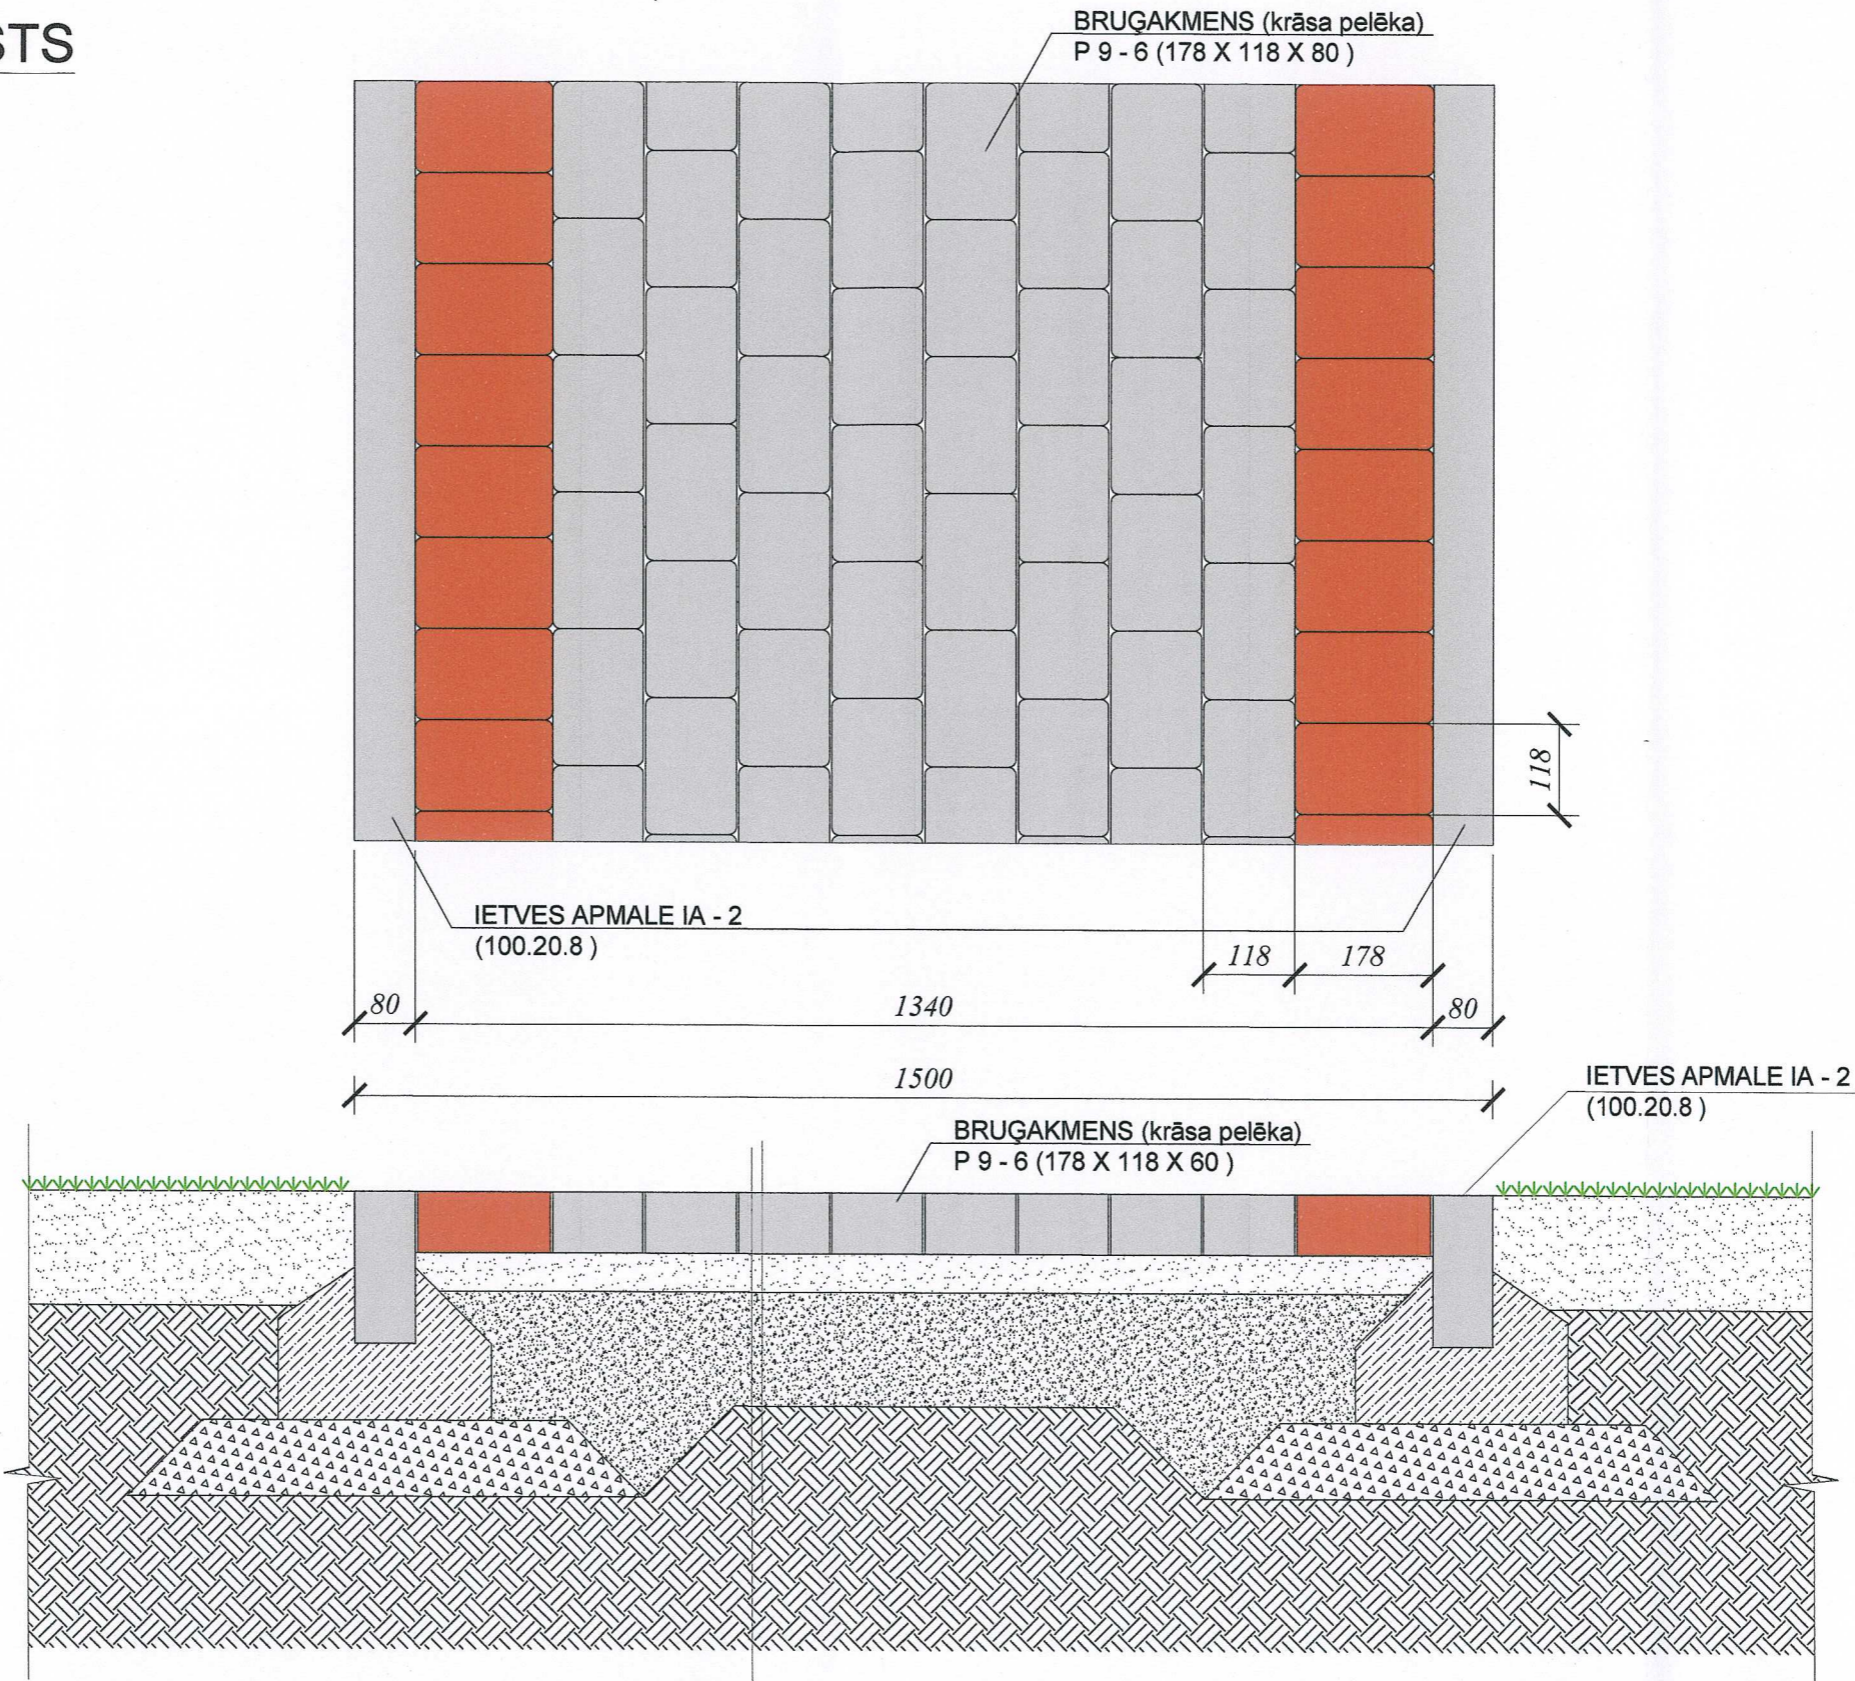 BRUĢAKMENS (krāsa pelēka)
P 9 - 6 (178 X 118 X 80 )
118
IETVES APMALE IA - 2
(100.20.8 )
118
178
80
1340
80
1500
IETVES APMALE IA - 2
(100.20.8 )
BRUĢAKMENS (krāsa pelēka)
P 9 - 6 (178 X 118 X 60 )